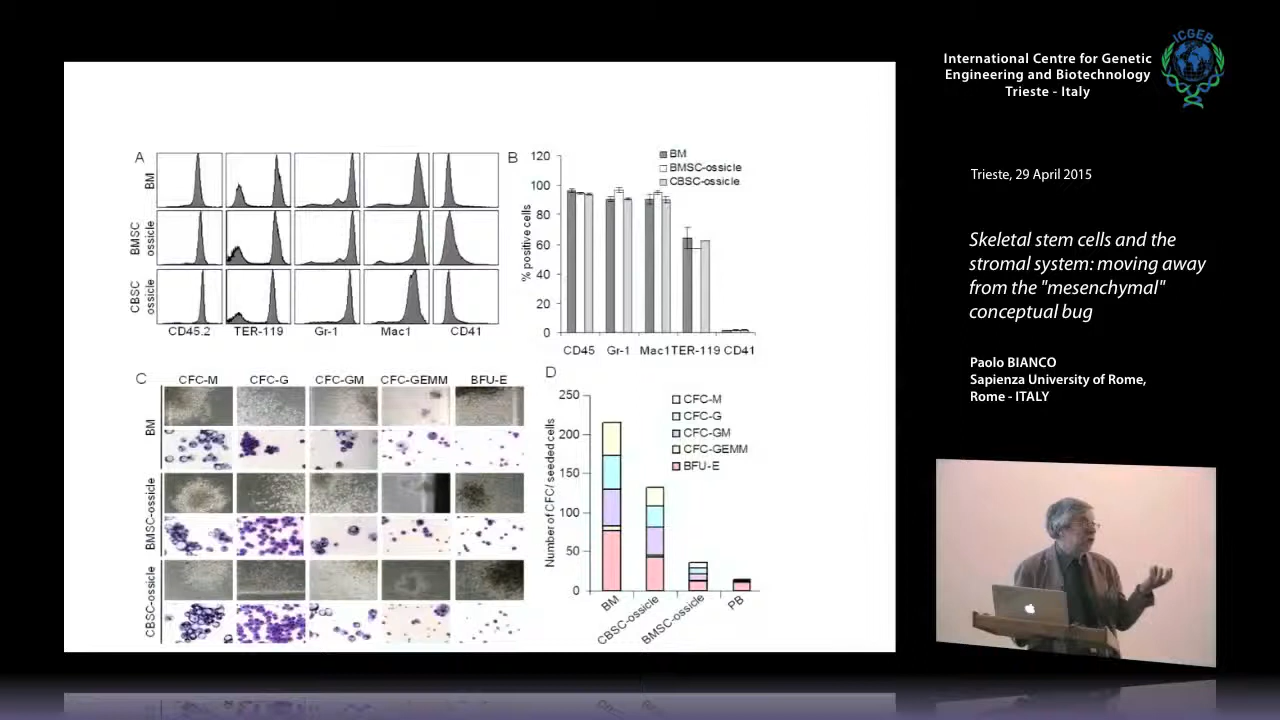 ICGEB
International Centre for Genetic
Engineering and Biotechnology
Trieste - Italy
Trieste, 29 April 2015
Skeletal stem cells and the
stromal system: moving away
from the "mesenchymal"
conceptual bug
Paolo BIANCO
Sapienza University of Rome,
Rome - ITALY
A
BM
BMSC
ossicle
CBSC
ossicle
CD45.2 TER-119 Gr-1 Mac1 CD41
B
% positive cells
120
100
80
60
40
20
0
BM
BMSC-ossicle
CBSC-ossicle
CD45 Gr-1 Mac1 TER-119 CD41
C
CFC-M CFC-G CFC-GM CFC-GEMM BFU-E
BM
BMSC-ossicle
CBSC-ossicle
D
Number of CFC/ seeded cells
250
200
150
100
50
0
CFC-M
CFC-G
CFC-GM
CFC-GEMM
BFU-E
BM CBSC-ossicle BMSC-ossicle PB